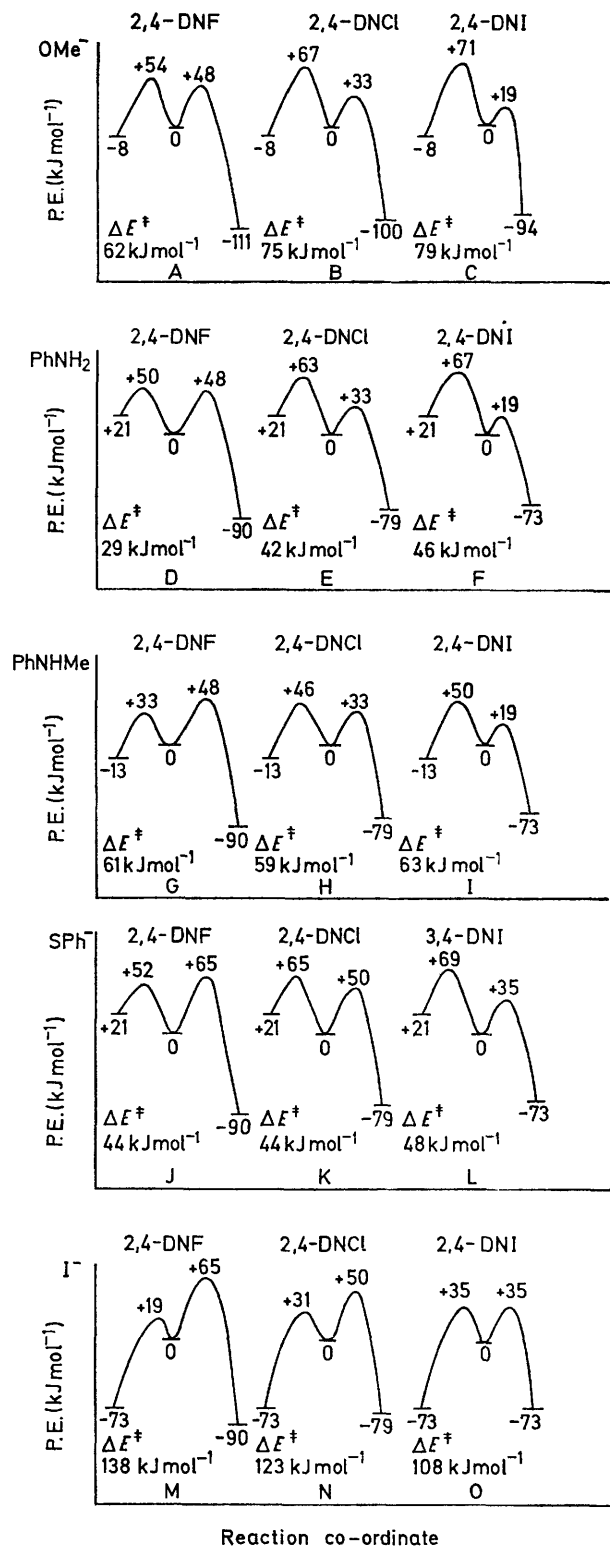 2,4-DNF 2,4-DNCl 2,4-DNI
OMe⁻
+54 +48 +67 +33 +71 +19
-8 0 -8 0 -8 0
-111 -100 -94
ΔE‡ ΔE‡ ΔE‡
62 kJ mol⁻¹ 75 kJ mol⁻¹ 79 kJ mol⁻¹
A B C
P.E.(kJ mol⁻¹)
2,4-DNF 2,4-DNCl 2,4-DNI
PhNH₂
+50 +48 +63 +33 +67 +19
+21 0 +21 0 +21 0
-90 -79 -73
ΔE‡ ΔE‡ ΔE‡
29 kJ mol⁻¹ 42 kJ mol⁻¹ 46 kJ mol⁻¹
D E F
P.E.(kJ mol⁻¹)
2,4-DNF 2,4-DNCl 2,4-DNI
PhNHMe
+33 +48 +46 +33 +50 +19
-13 0 -13 0 -13 0
-90 -79 -73
ΔE‡ ΔE‡ ΔE‡
61 kJ mol⁻¹ 59 kJ mol⁻¹ 63 kJ mol⁻¹
G H I
P.E.(kJ mol⁻¹)
2,4-DNF 2,4-DNCl 3,4-DNI
SPh⁻
+52 +65 +65 +50 +69 +35
+21 0 +21 0 +21 0
-90 -79 -73
ΔE‡ ΔE‡ ΔE‡
44 kJ mol⁻¹ 44 kJ mol⁻¹ 48 kJ mol⁻¹
J K L
P.E.(kJ mol⁻¹)
2,4-DNF 2,4-DNCl 2,4-DNI
I⁻
+19 +65 +31 +50 +35 +35
0 0 0
-73 -90 -73 -79 -73 -73
ΔE‡ ΔE‡ ΔE‡
138 kJ mol⁻¹ 123 kJ mol⁻¹ 108 kJ mol⁻¹
M N O
P.E.(kJ mol⁻¹)
Reaction co-ordinate